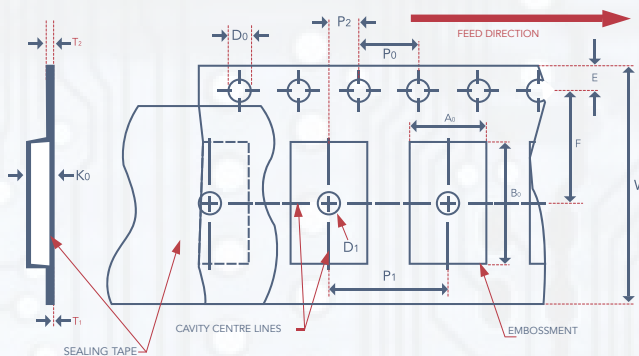 P2
FEED DIRECTION
T2
D0
P0
E
A0
F
K0
B0
W
D1
P1
T1
CAVITY CENTRE LINES
EMBOSSMENT
SEALING TAPE